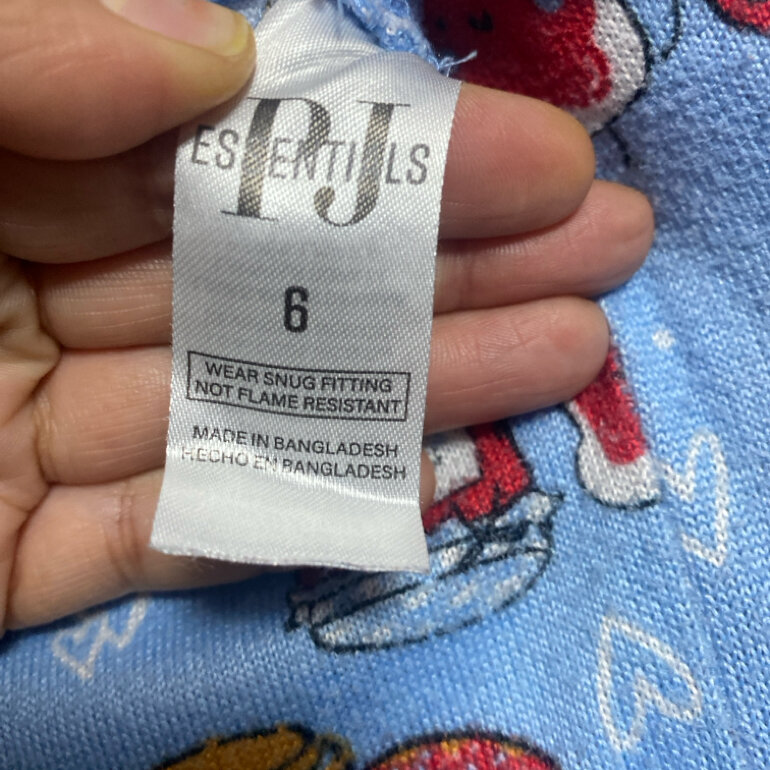 PJ
ESSENTIALS
6
WEAR SNUG FITTING
NOT FLAME RESISTANT
MADE IN BANGLADESH
HECHO EN BANGLADESH